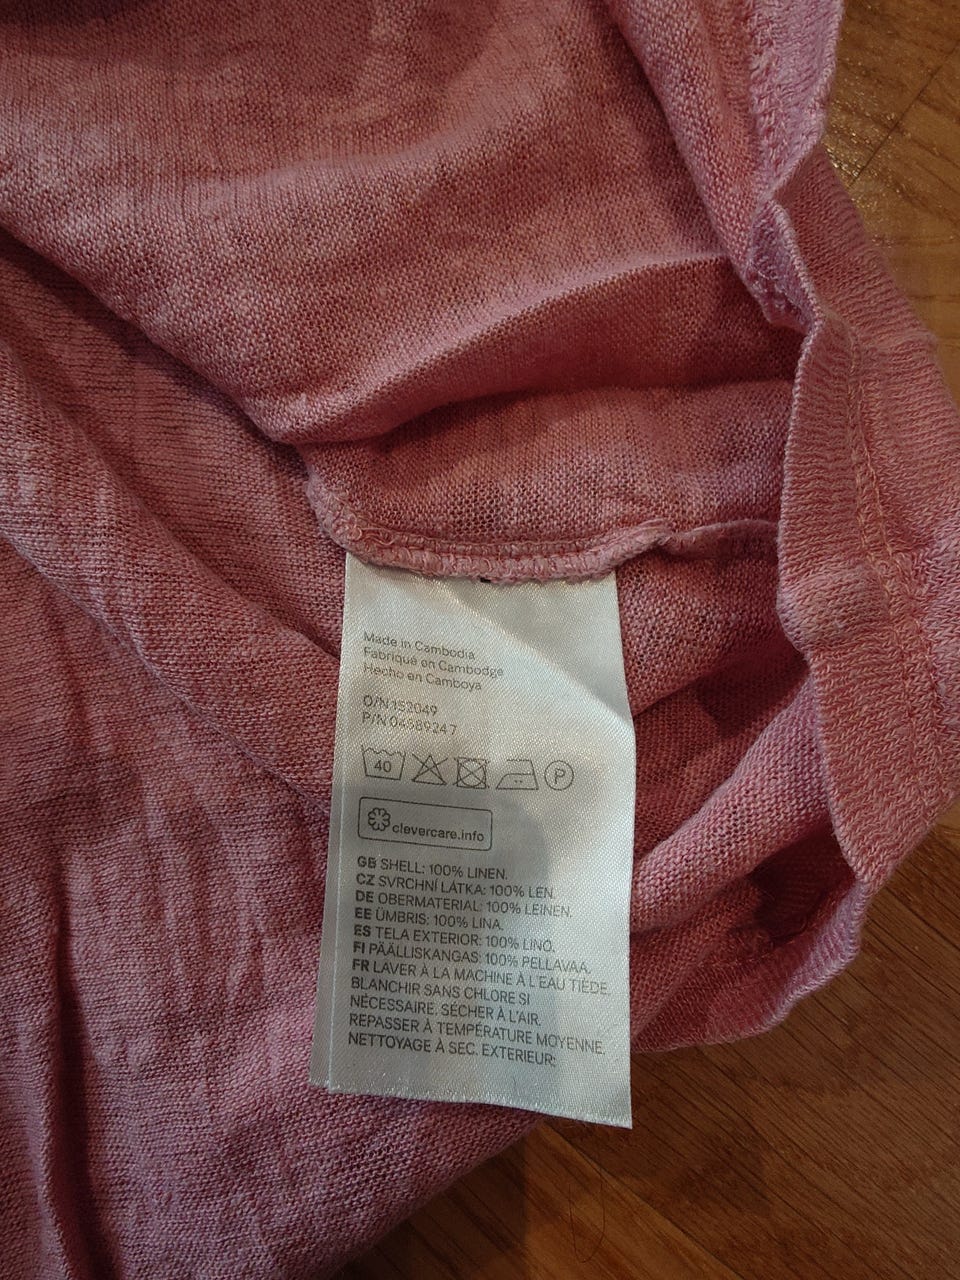 Made in Cambodia
Fabriqué en Cambodge
Hecho en Camboya
O/N 152049
P/N 04589247
40 P
clevercare.info
GB SHELL: 100% LINEN.
CZ SVRCHNÍ LÁTKA: 100% LEN.
DE OBERMATERIAL: 100% LEINEN.
EE ÜMBRIS: 100% LINA.
ES TELA EXTERIOR: 100% LINO.
FI PÄÄLLISKANGAS: 100% PELLAVAA.
FR LAVER À LA MACHINE À L'EAU TIÈDE.
BLANCHIR SANS CHLORE SI
NÉCESSAIRE. SÉCHER À L'AIR.
REPASSER À TEMPÉRATURE MOYENNE.
NETTOYAGE À SEC. EXTERIEUR: